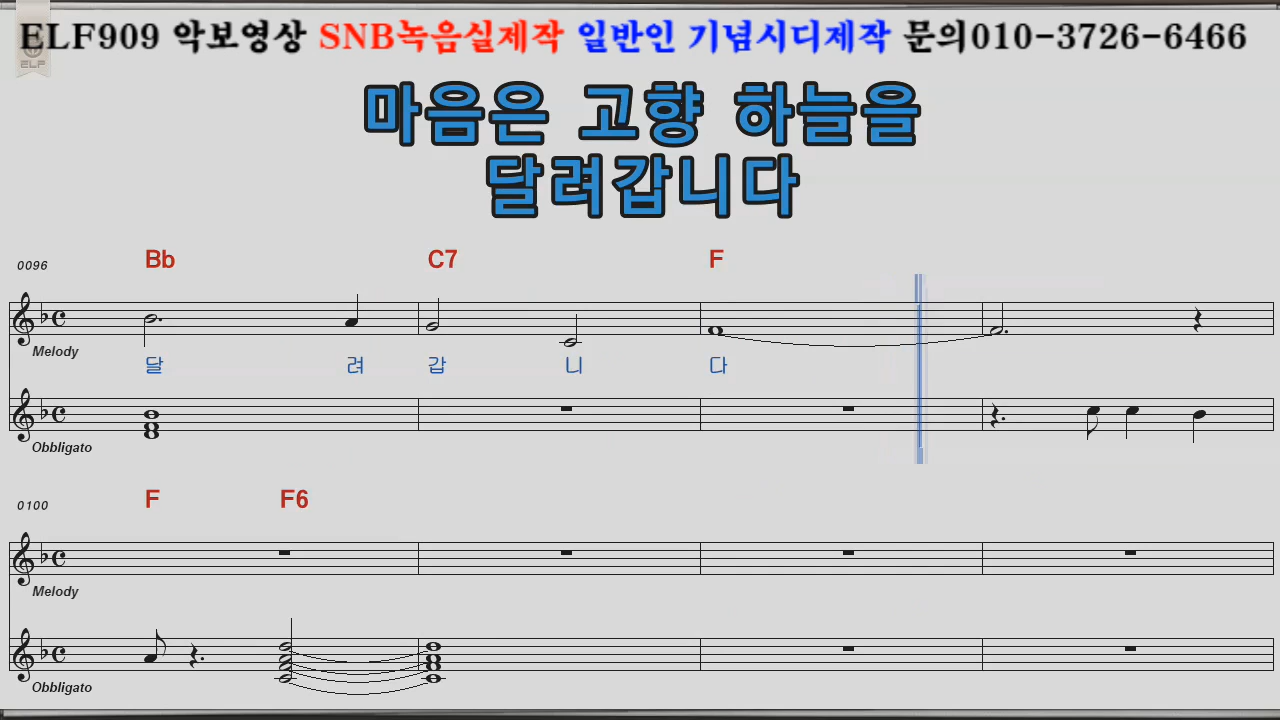 ELF909 악보영상 SNB녹음실제작 일반인 기념시디제작 문의010-3726-6466
ELF
마음은 고향 하늘을
달려갑니다
0096 Bb C7 F
Melody
달 려 갑 니 다
Obbligato
0100 F F6
Melody
Obbligato